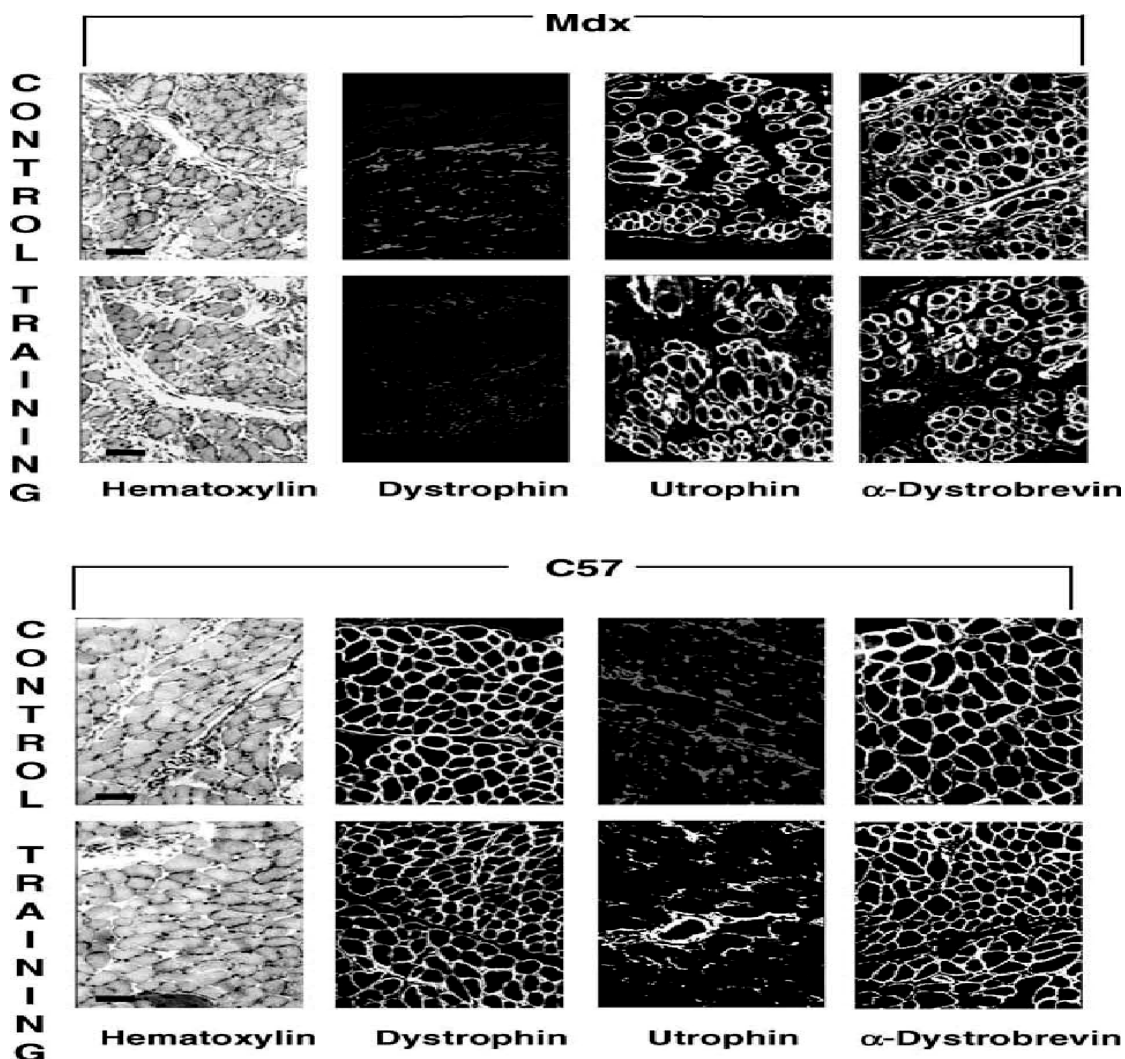 Mdx
CONTROL
TRAINING
Hematoxylin Dystrophin Utrophin α-Dystrobrevin
C57
CONTROL
TRAINING
Hematoxylin Dystrophin Utrophin α-Dystrobrevin